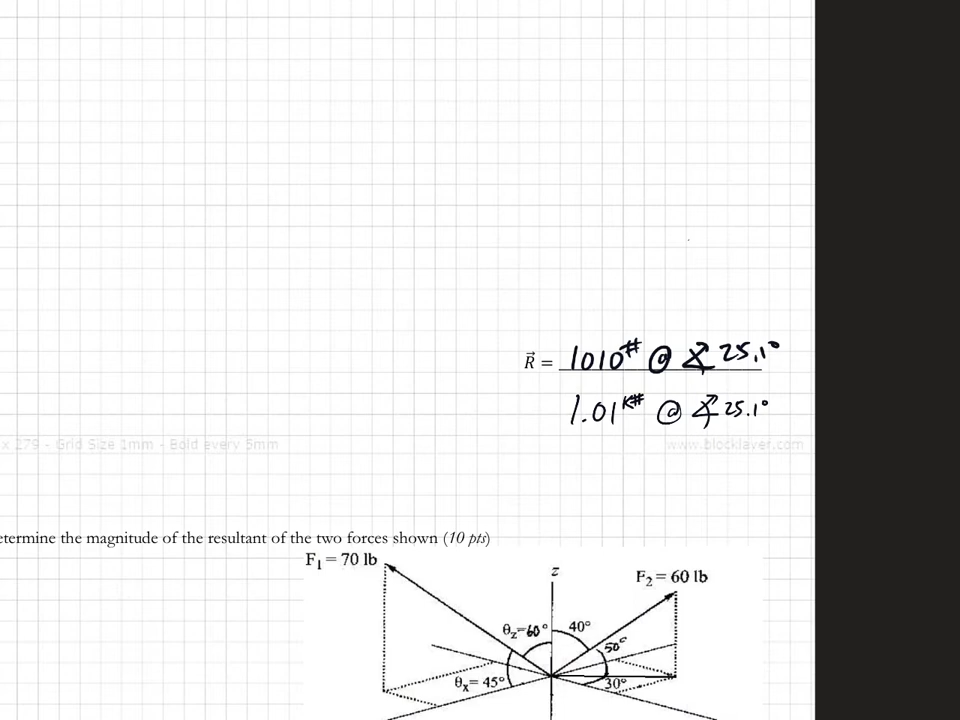 R = 1010# @ ∡ 25.1°
1.01K# @ ∡ 25.1°
x 279 - Grid Size 1mm - Bold every 5mm
www.blocklayer.com
etermine the magnitude of the resultant of the two forces shown (10 pts)
F₁ = 70 lb
z
F₂ = 60 lb
θz=60°
40°
50°
θx= 45°
30°